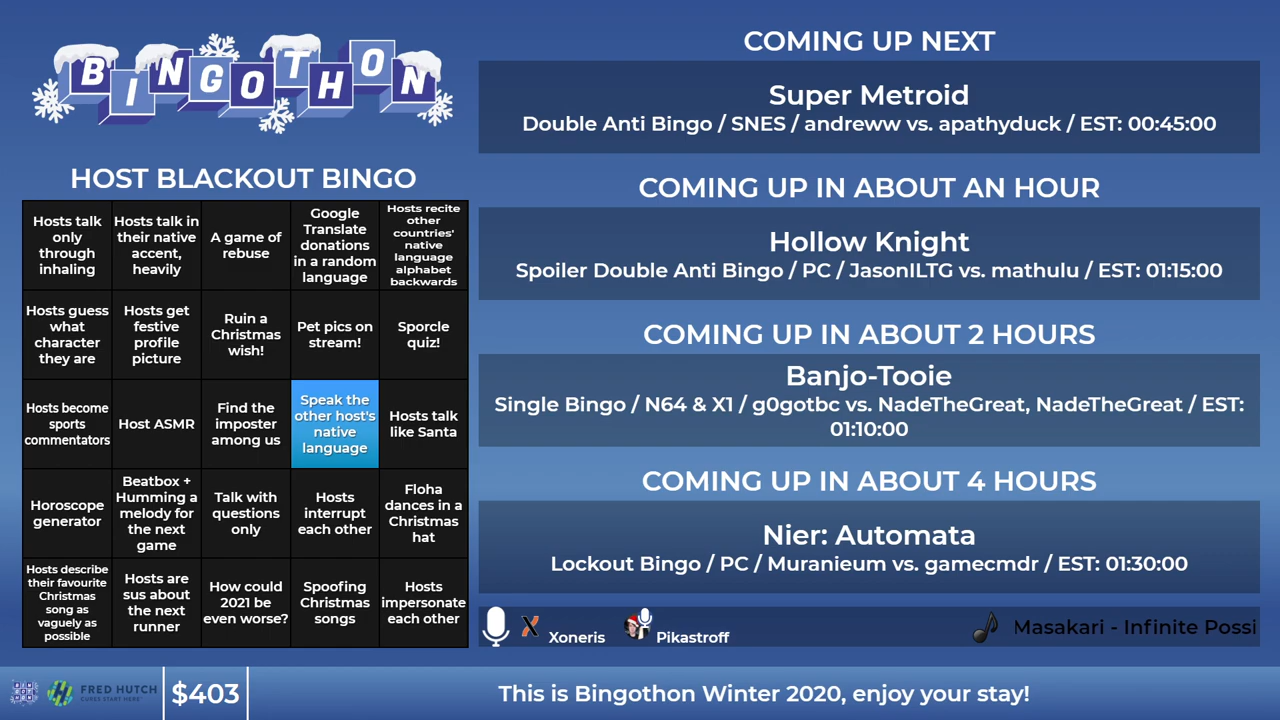 BINGOTHON
HOST BLACKOUT BINGO
Hosts talk
only
through
inhaling
Hosts talk in
their native
accent,
heavily
A game of
rebuse
Google
Translate
donations
in a random
language
Hosts recite
other
countries'
native
language
alphabet
backwards
Hosts guess
what
character
they are
Hosts get
festive
profile
picture
Ruin a
Christmas
wish!
Pet pics on
stream!
Sporcle
quiz!
Hosts become
sports
commentators
Host ASMR
Find the
imposter
among us
Speak the
other host's
native
language
Hosts talk
like Santa
Horoscope
generator
Beatbox +
Humming a
melody for
the next
game
Talk with
questions
only
Hosts
interrupt
each other
Floha
dances in a
Christmas
hat
Hosts describe
their favourite
Christmas
song as
vaguely as
possible
Hosts are
sus about
the next
runner
How could
2021 be
even worse?
Spoofing
Christmas
songs
Hosts
impersonate
each other
COMING UP NEXT
Super Metroid
Double Anti Bingo / SNES / andreww vs. apathyduck / EST: 00:45:00
COMING UP IN ABOUT AN HOUR
Hollow Knight
Spoiler Double Anti Bingo / PC / JasonILTG vs. mathulu / EST: 01:15:00
COMING UP IN ABOUT 2 HOURS
Banjo-Tooie
Single Bingo / N64 & X1 / g0gotbc vs. NadeTheGreat, NadeTheGreat / EST:
01:10:00
COMING UP IN ABOUT 4 HOURS
Nier: Automata
Lockout Bingo / PC / Muranieum vs. gamecmdr / EST: 01:30:00
Xoneris
Pikastroff
Masakari - Infinite Possi
FRED HUTCH
CURES START HERE
$403
This is Bingothon Winter 2020, enjoy your stay!